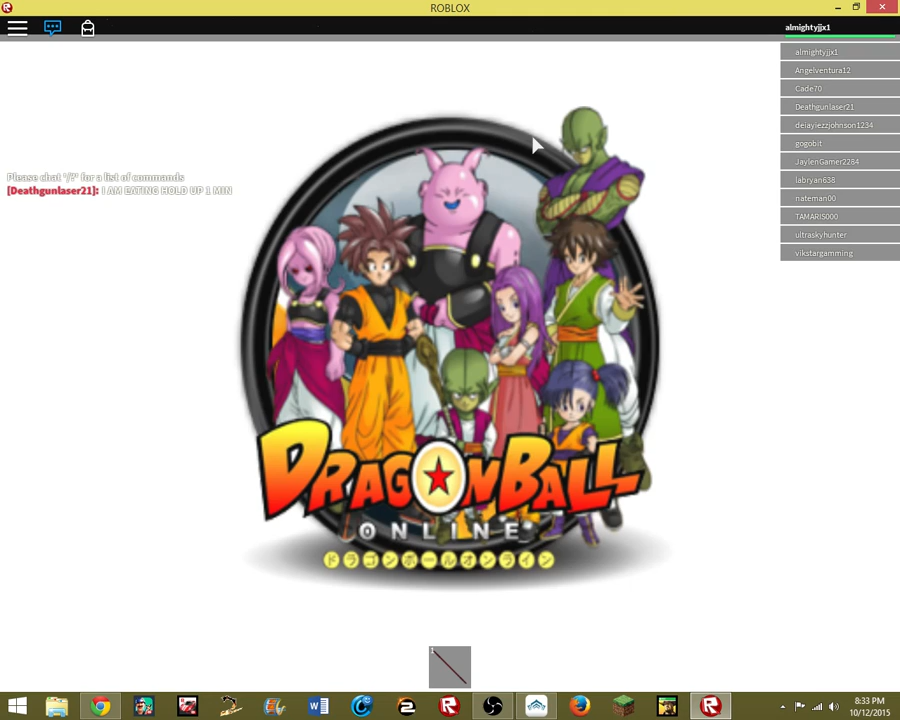 ROBLOX
almightyjjx1
almightyjjx1
Angelventura12
Cade70
Deathgunlaser21
deiayiezzjohnson1234
gogobit
JaylenGamer2284
labryan638
nateman00
TAMARIS000
ultraskyhunter
vikstargamming
Please chat '/?' for a list of commands
[Deathgunlaser21]: I AM EATING HOLD UP 1 MIN
DRAGONBALL
ONLINE
ドラゴンボールオンライン
1
8:33 PM
10/12/2015